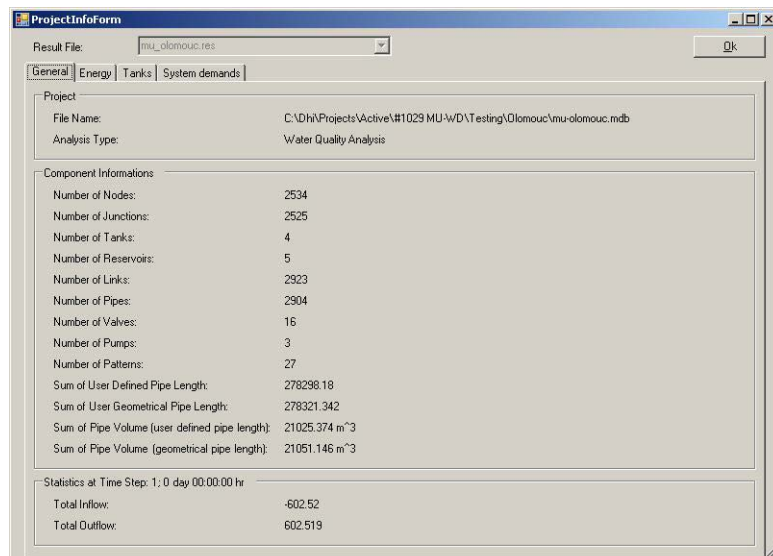 ProjectInfoForm
Result File: mu_olomouc.res Ok
General Energy Tanks System demands
Project
File Name: C:\Dhi\Projects\Active\#1029 MU-WD\Testing\Olomouc\mu-olomouc.mdb
Analysis Type: Water Quality Analysis
Component Informations
Number of Nodes: 2534
Number of Junctions: 2525
Number of Tanks: 4
Number of Reservoirs: 5
Number of Links: 2923
Number of Pipes: 2904
Number of Valves: 16
Number of Pumps: 3
Number of Patterns: 27
Sum of User Defined Pipe Length: 278298.18
Sum of User Geometrical Pipe Length: 278321.342
Sum of Pipe Volume (user defined pipe length): 21025.374 m^3
Sum of Pipe Volume (geometrical pipe length): 21051.146 m^3
Statistics at Time Step: 1; 0 day 00:00:00 hr
Total Inflow: -602.52
Total Outflow: 602.519